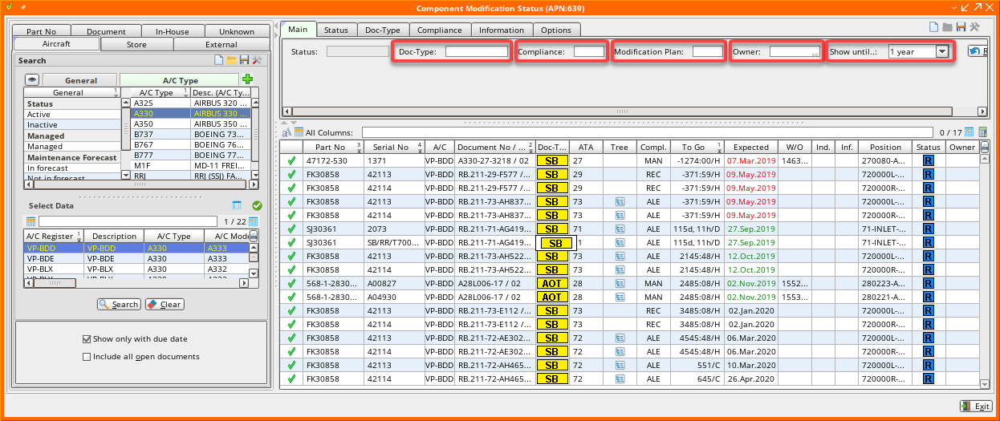 Component Modification Status (APN:639)
Part No Document In-House Unknown
Aircraft Store External
Search
General A/C Type
General 1
Status
Active
Inactive
Managed
Managed
Maintenance Forecast
In forecast
Not in forecast
A/C Type 1 Desc. (A/C Ty...
A32S AIRBUS 320 ...
A330 AIRBUS 330 ...
A350 AIRBUS 350 ...
B737 BOEING 73...
B767 BOEING 76...
B777 BOEING 77...
M1F MD-11 FREI...
RRJ RRJ (SSJ) FA...
Select Data
1 / 22
A/C Register 1 Description A/C Type A/C Mode
VP-BDD VP-BDD A330 A333
VP-BDE VP-BDE A330 A333
VP-BLX VP-BLX A330 A332
Search Clear
Show only with due date
Include all open documents
Main Status Doc-Type Compliance Information Options
Status: Doc-Type: Compliance: Modification Plan: Owner: Show until..: 1 year R
All Columns: 0 / 17
Part No 3 Serial No 4 A/C Document No / ... 2 Doc-T... ATA Tree Compl. To Go 1 Expected W/O Ind. Inf. Position Status Owner
47172-530 1371 VP-BDD A330-27-3218 / 02 SB 27 MAN -1274:00/H 07.Mar.2019 1463... 270080-A... R
FK30858 42113 VP-BDD RB.211-29-F577 /... SB 29 REC -371:59/H 09.May.2019 720000L-... R
FK30858 42114 VP-BDD RB.211-29-F577 /... SB 29 REC -371:59/H 09.May.2019 720000R-... R
FK30858 42113 VP-BDD RB.211-73-AH837... SB 73 ALE -371:59/H 09.May.2019 720000L-... R
FK30858 42114 VP-BDD RB.211-73-AH837... SB 73 ALE -371:59/H 09.May.2019 720000R-... R
SJ30361 2073 VP-BDD RB.211-71-AG419... SB 71 ALE 115d, 11h/D 27.Sep.2019 71-INLET-... R
SJ30361 SB/RR/T700... VP-BDD RB.211-71-AG419... SB 1 ALE 115d, 11h/D 27.Sep.2019 71-INLET-... R
FK30858 42113 VP-BDD RB.211-73-AH522... SB 73 ALE 2145:48/H 12.Oct.2019 720000L-... R
FK30858 42114 VP-BDD RB.211-73-AH522... SB 73 ALE 2145:48/H 12.Oct.2019 720000R-... R
568-1-2830... A00827 VP-BDD A28L006-17 / 02 AOT 28 MAN 2485:08/H 02.Nov.2019 1552... 280223-A... R
568-1-2830... A04930 VP-BDD A28L006-17 / 02 AOT 28 MAN 2485:08/H 02.Nov.2019 1553... 280221-A... R
FK30858 42113 VP-BDD RB.211-73-E112 /... SB 73 REC 3485:08/H 02.Jan.2020 720000L-... R
FK30858 42114 VP-BDD RB.211-73-E112 /... SB 73 REC 3485:08/H 02.Jan.2020 720000R-... R
FK30858 42113 VP-BDD RB.211-72-AE302... SB 72 ALE 4545:48/H 06.Mar.2020 720000L-... R
FK30858 42114 VP-BDD RB.211-72-AE302... SB 72 ALE 4545:48/H 06.Mar.2020 720000R-... R
FK30858 42113 VP-BDD RB.211-72-AH465... SB 72 ALE 551/C 10.Mar.2020 720000L-... R
FK30858 42114 VP-BDD RB.211-72-AH465... SB 72 ALE 645/C 26.Apr.2020 720000R-... R
Exit